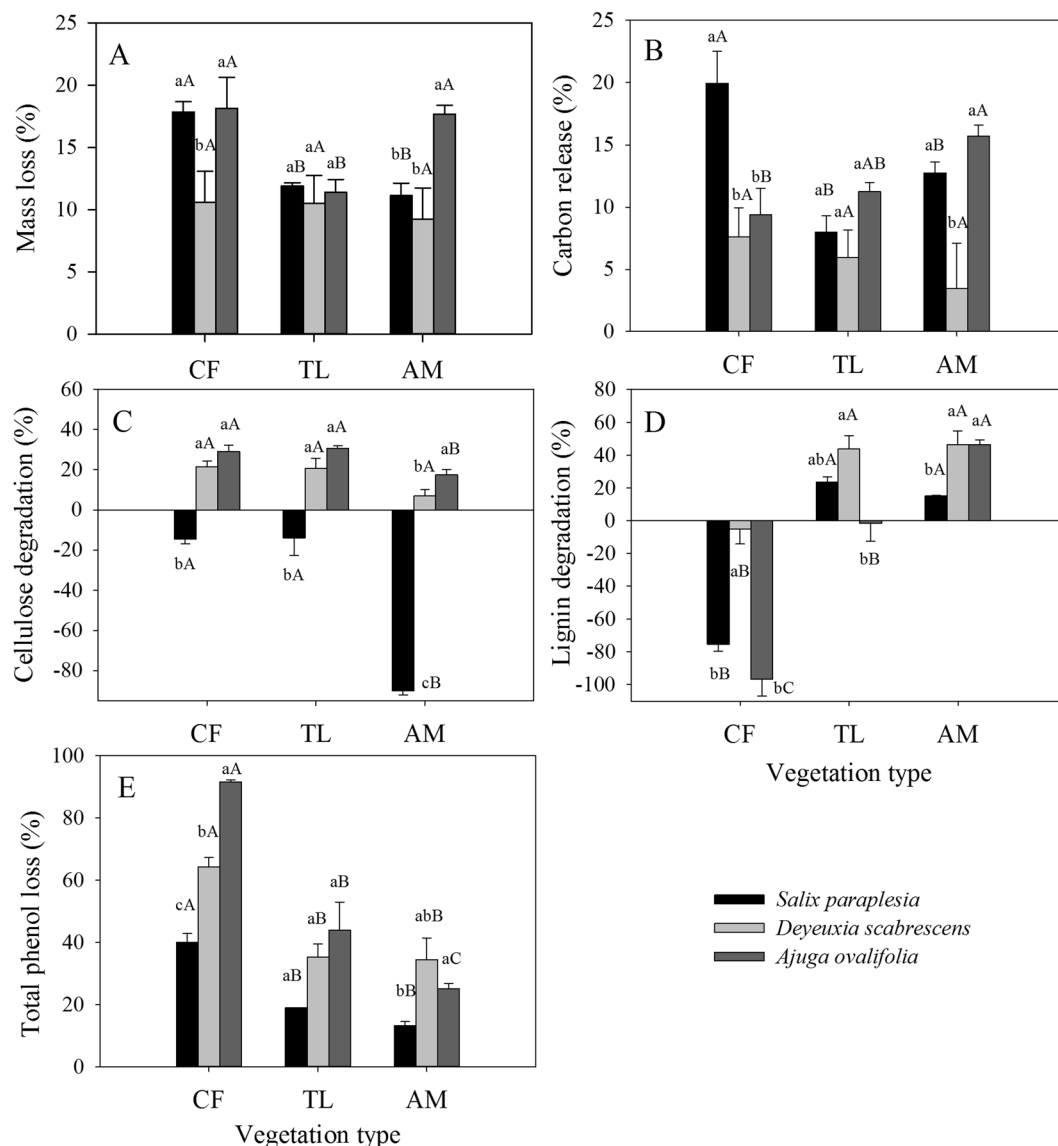 A
Mass loss (%)
25
20
15
10
5
0
aA
bA
aA
aB
aA
aB
bB
bA
aA
CF
TL
AM
B
Carbon release (%)
25
20
15
10
5
0
aA
bA
bB
aB
aA
aAB
aB
bA
aA
CF
TL
AM
C
Cellulose degradation (%)
60
40
20
0
-20
-40
-60
-80
bA
aA
aA
bA
aA
aA
cB
bA
aB
CF
TL
AM
D
Lignin degradation (%)
80
60
40
20
0
-20
-40
-60
-80
-100
bB
aB
bC
abA
aA
bB
bA
aA
aA
CF
TL
AM
Vegetation type
E
Total phenol loss (%)
100
80
60
40
20
0
cA
bA
aA
aB
aB
aB
bB
abB
aC
CF
TL
AM
Vegetation type
Salix paraplesia
Deyeuxia scabrescens
Ajuga ovalifolia